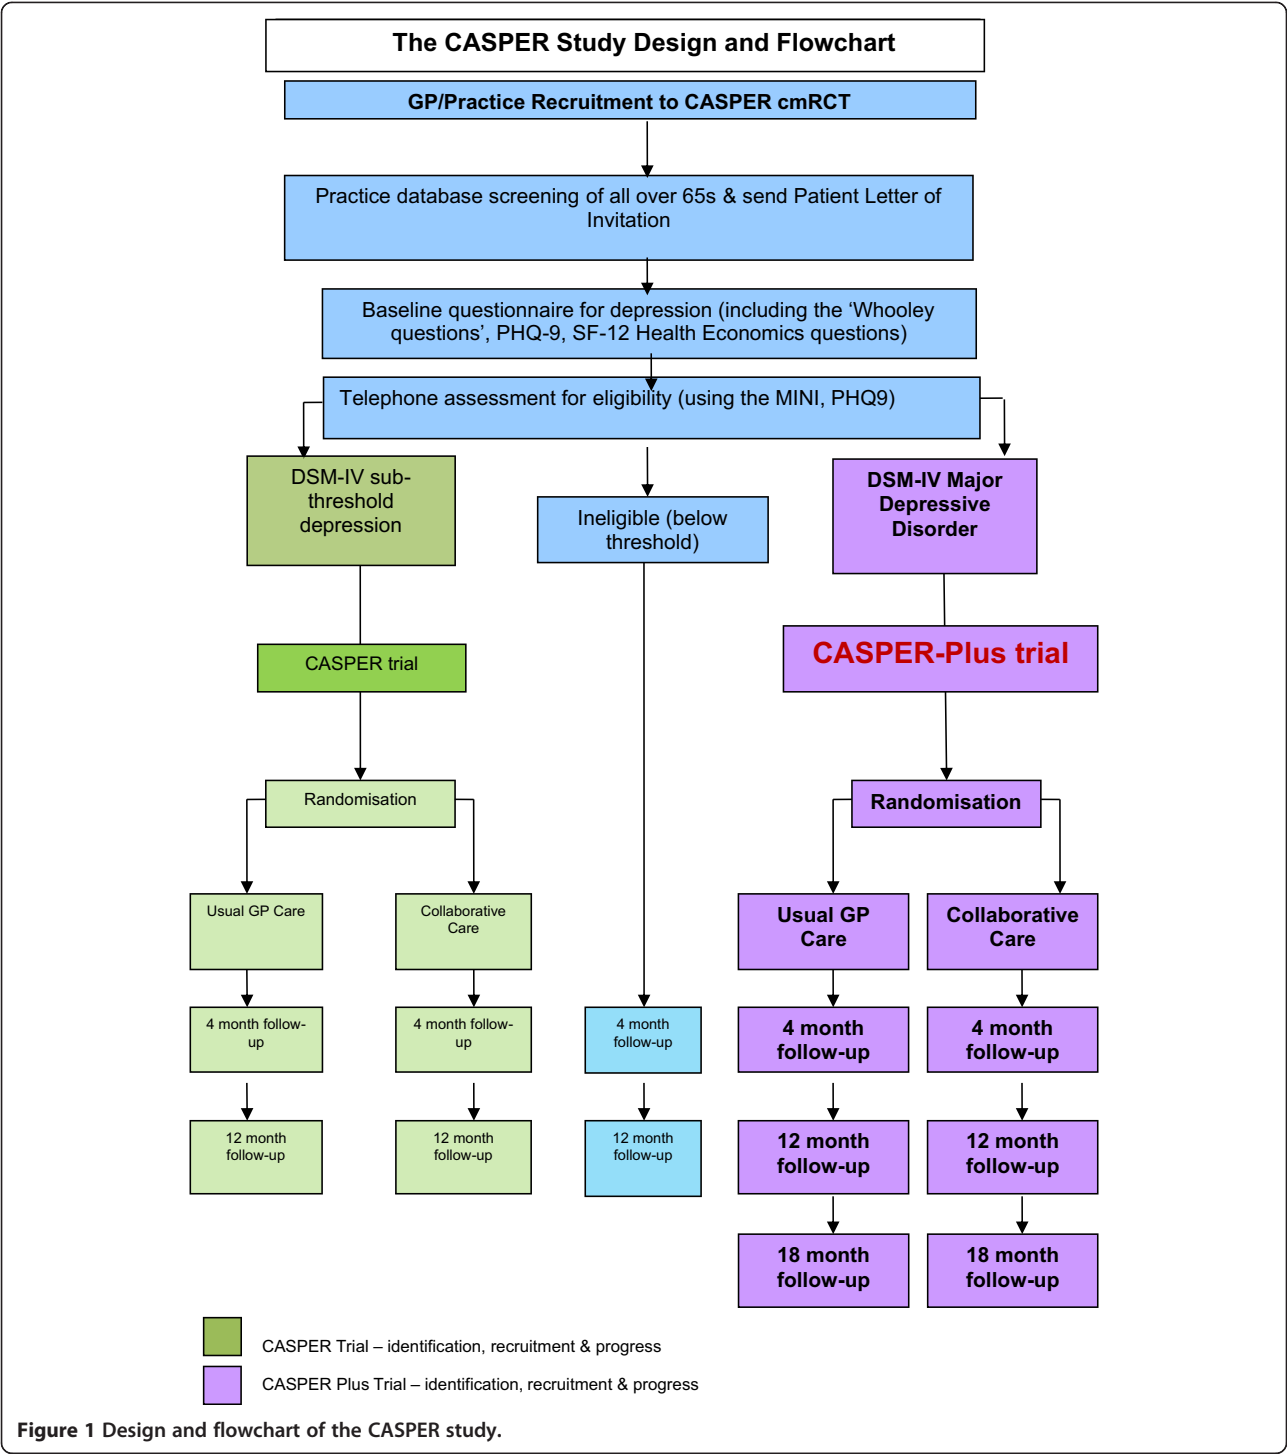 The CASPER Study Design and Flowchart
GP/Practice Recruitment to CASPER cmRCT
Practice database screening of all over 65s & send Patient Letter of
Invitation
Baseline questionnaire for depression (including the ‘Whooley
questions’, PHQ-9, SF-12 Health Economics questions)
Telephone assessment for eligibility (using the MINI, PHQ9)
DSM-IV sub-
threshold
depression
Ineligible (below
threshold)
DSM-IV Major
Depressive
Disorder
CASPER trial
CASPER-Plus trial
Randomisation
Randomisation
Usual GP Care
Collaborative
Care
Usual GP
Care
Collaborative
Care
4 month follow-
up
4 month follow-
up
4 month
follow-up
4 month
follow-up
4 month
follow-up
12 month
follow-up
12 month
follow-up
12 month
follow-up
12 month
follow-up
12 month
follow-up
18 month
follow-up
18 month
follow-up
CASPER Trial – identification, recruitment & progress
CASPER Plus Trial – identification, recruitment & progress
Figure 1 Design and flowchart of the CASPER study.